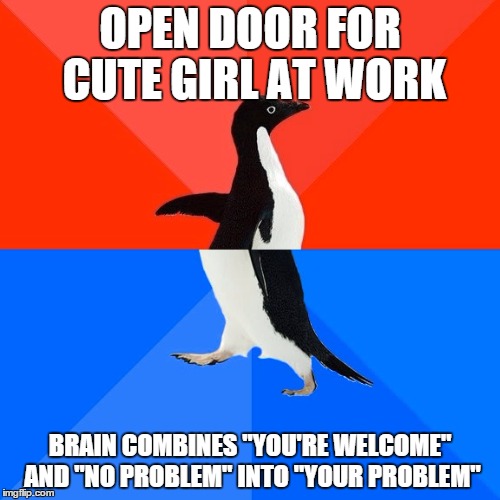 OPEN DOOR FOR
CUTE GIRL AT WORK
BRAIN COMBINES "YOU'RE WELCOME"
AND "NO PROBLEM" INTO "YOUR PROBLEM"
imgflip.com